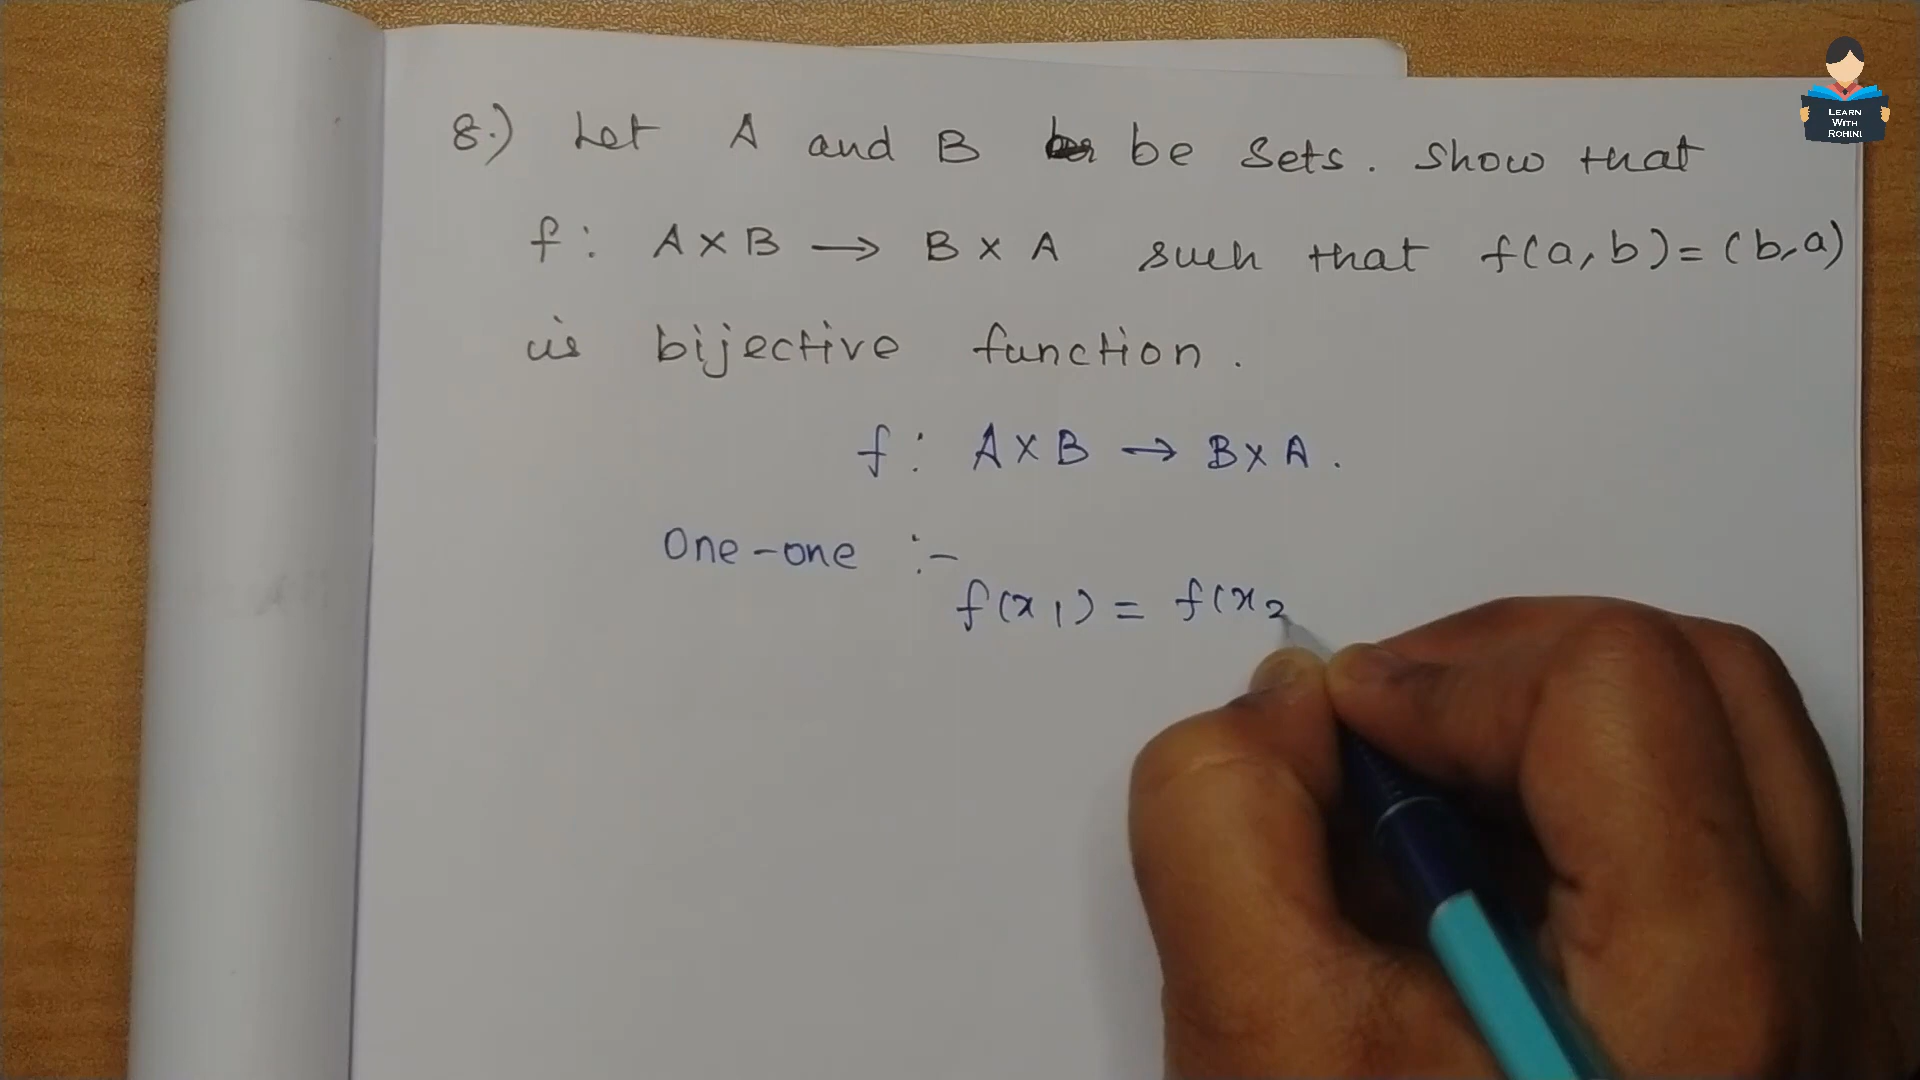 8.) Let A and B be sets. Show that
f : A × B → B × A such that f(a, b) = (b, a)
is bijective function.
f : A × B → B × A .
One-one :-
f(x1) = f(x2
LEARN
WITH
ROHINI